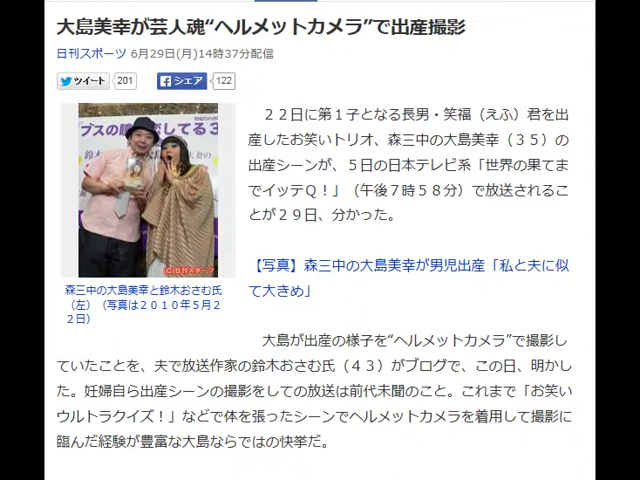 大島美幸が芸人魂“ヘルメットカメラ”で出産撮影
日刊スポーツ 6月29日(月)14時37分配信
ツイート 201 シェア 122
２２日に第１子となる長男・笑福（えふ）君を出
産したお笑いトリオ、森三中の大島美幸（３５）の
出産シーンが、５日の日本テレビ系「世界の果てま
でイッテＱ！」（午後７時５８分）で放送されるこ
とが２９日、分かった。
(C)日刊スポーツ
森三中の大島美幸と鈴木おさむ氏
（左）（写真は２０１０年５月２
２日）
【写真】森三中の大島美幸が男児出産「私と夫に似
て大きめ」
大島が出産の様子を“ヘルメットカメラ”で撮影し
ていたことを、夫で放送作家の鈴木おさむ氏（４３）がブログで、この日、明かし
た。妊婦自ら出産シーンの撮影をしての放送は前代未聞のこと。これまで「お笑い
ウルトラクイズ！」などで体を張ったシーンでヘルメットカメラを着用して撮影に
臨んだ経験が豊富な大島ならではの快挙だ。